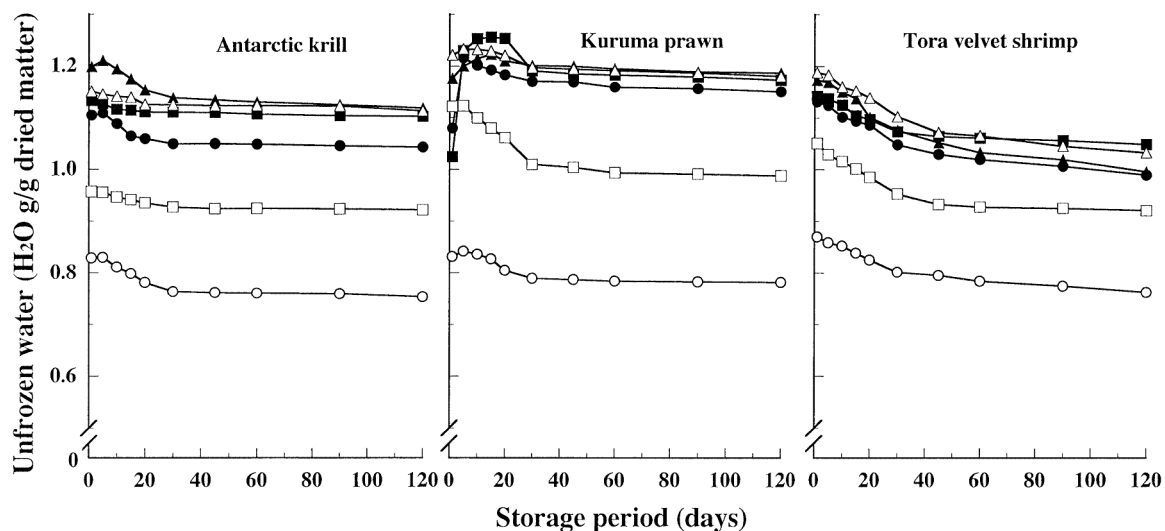 Antarctic krill
Kuruma prawn
Tora velvet shrimp
Unfrozen water (H2O g/g dried matter)
1.2
1.0
0.8
0.6
0
0 20 40 60 80 100 120
0 20 40 60 80 100 120
0 20 40 60 80 100 120
Storage period (days)